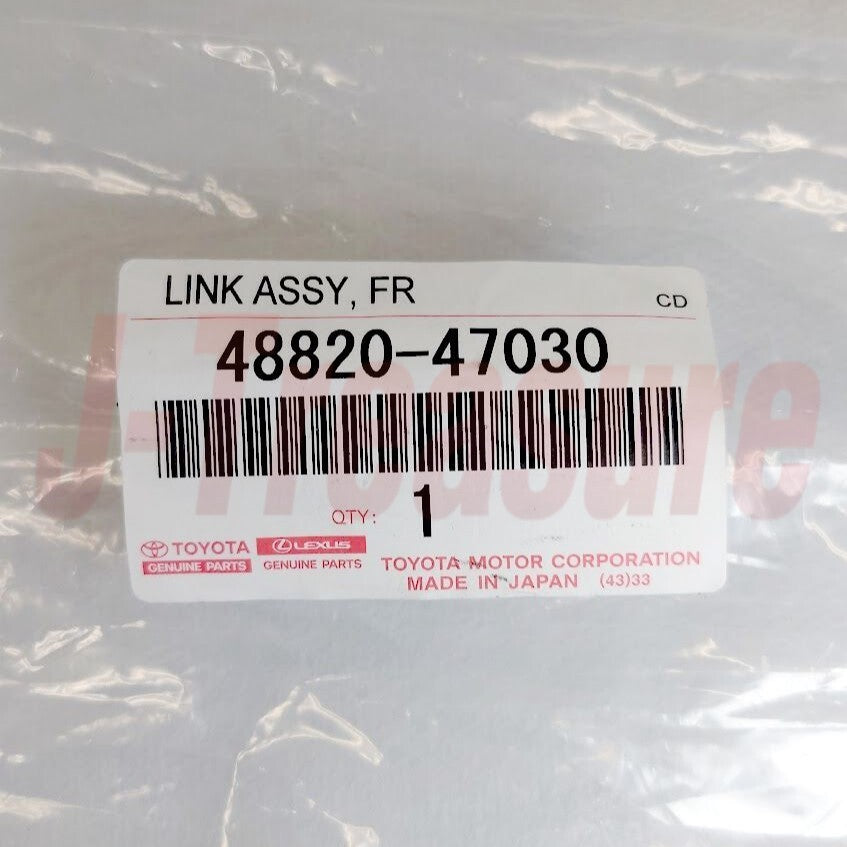 LINK ASSY, FR
CD
48820-47030
J-Treasure
QTY: 1
TOYOTA
GENUINE PARTS
LEXUS
GENUINE PARTS
TOYOTA MOTOR CORPORATION
MADE IN JAPAN (43)33